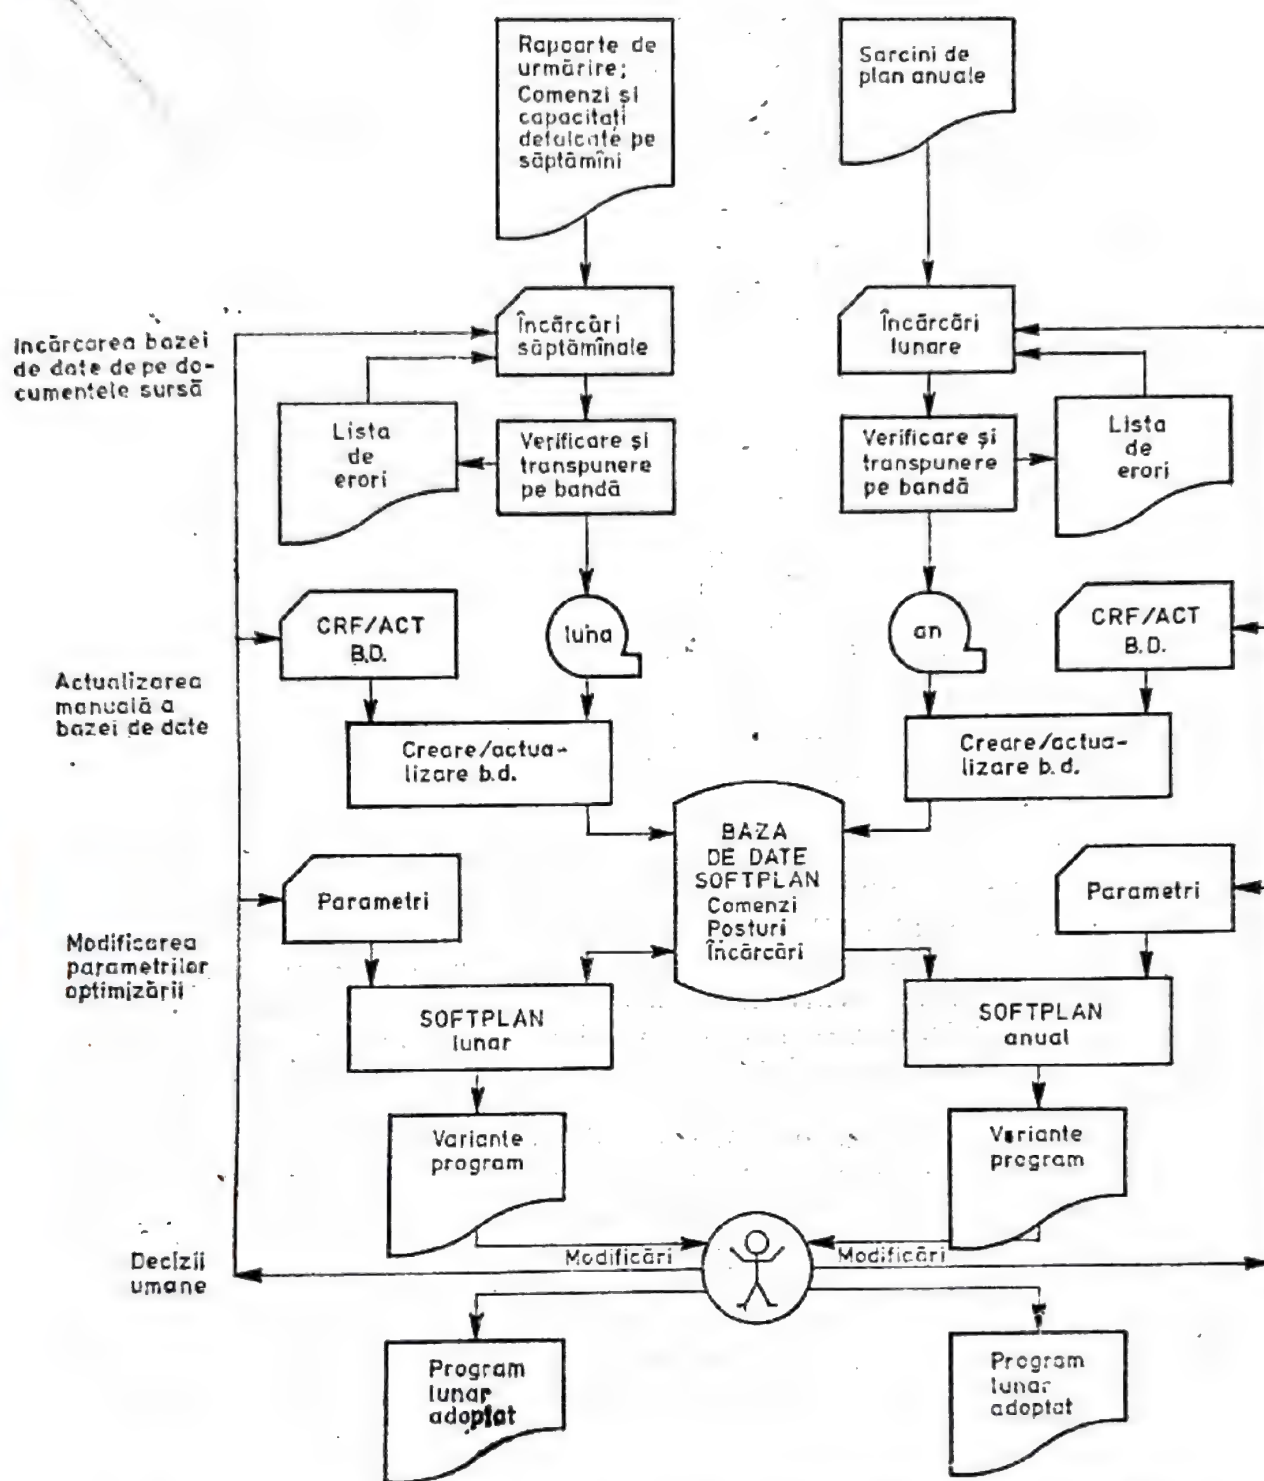 Rapoarte de
urmărire;
Comenzi și
capacitați
defalcate pe
săptămîni
Sarcini de
plan anuale
Incărcarea bazei
de date de pe do-
cumentele sursă
Încărcări
săptămînale
Încărcări
lunare
Lista
de
erori
Verificare și
transpunere
pe bandă
Verificare și
transpunere
pe bandă
Lista
de
erori
CRF/ACT
B.D.
luna
an
CRF/ACT
B.D.
Actualizarea
manuală a
bazei de date
Creare/actua-
lizare b.d.
Creare/actua-
lizare b.d.
BAZA
DE DATE
SOFTPLAN
Comenzi
Posturi
Încărcări
Parametri
Parametri
Modificarea
parametrilor
optimizării
SOFTPLAN
lunar
SOFTPLAN
anual
Variante
program
Variante
program
Decizii
umane
Modificări
Modificări
Program
lunar
adoptat
Program
lunar
adoptat